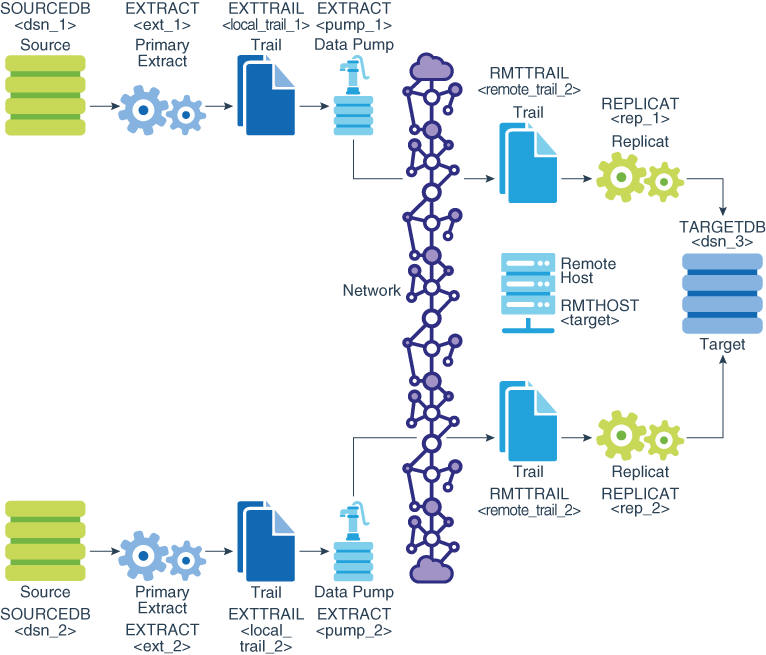 SOURCEDB
<dsn_1>
Source
EXTRACT
<ext_1>
Primary
Extract
EXTTRAIL
<local_trail_1>
Trail
EXTRACT
<pump_1>
Data Pump
RMTTRAIL
<remote_trail_2>
Trail
REPLICAT
<rep_1>
Replicat
TARGETDB
<dsn_3>
Target
Network
Remote
Host
RMTHOST
<target>
Trail
RMTTRAIL
<remote_trail_2>
Replicat
REPLICAT
<rep_2>
Source
SOURCEDB
<dsn_2>
Primary
Extract
EXTRACT
<ext_2>
Trail
EXTTRAIL
<local_
trail_2>
Data Pump
EXTRACT
<pump_2>